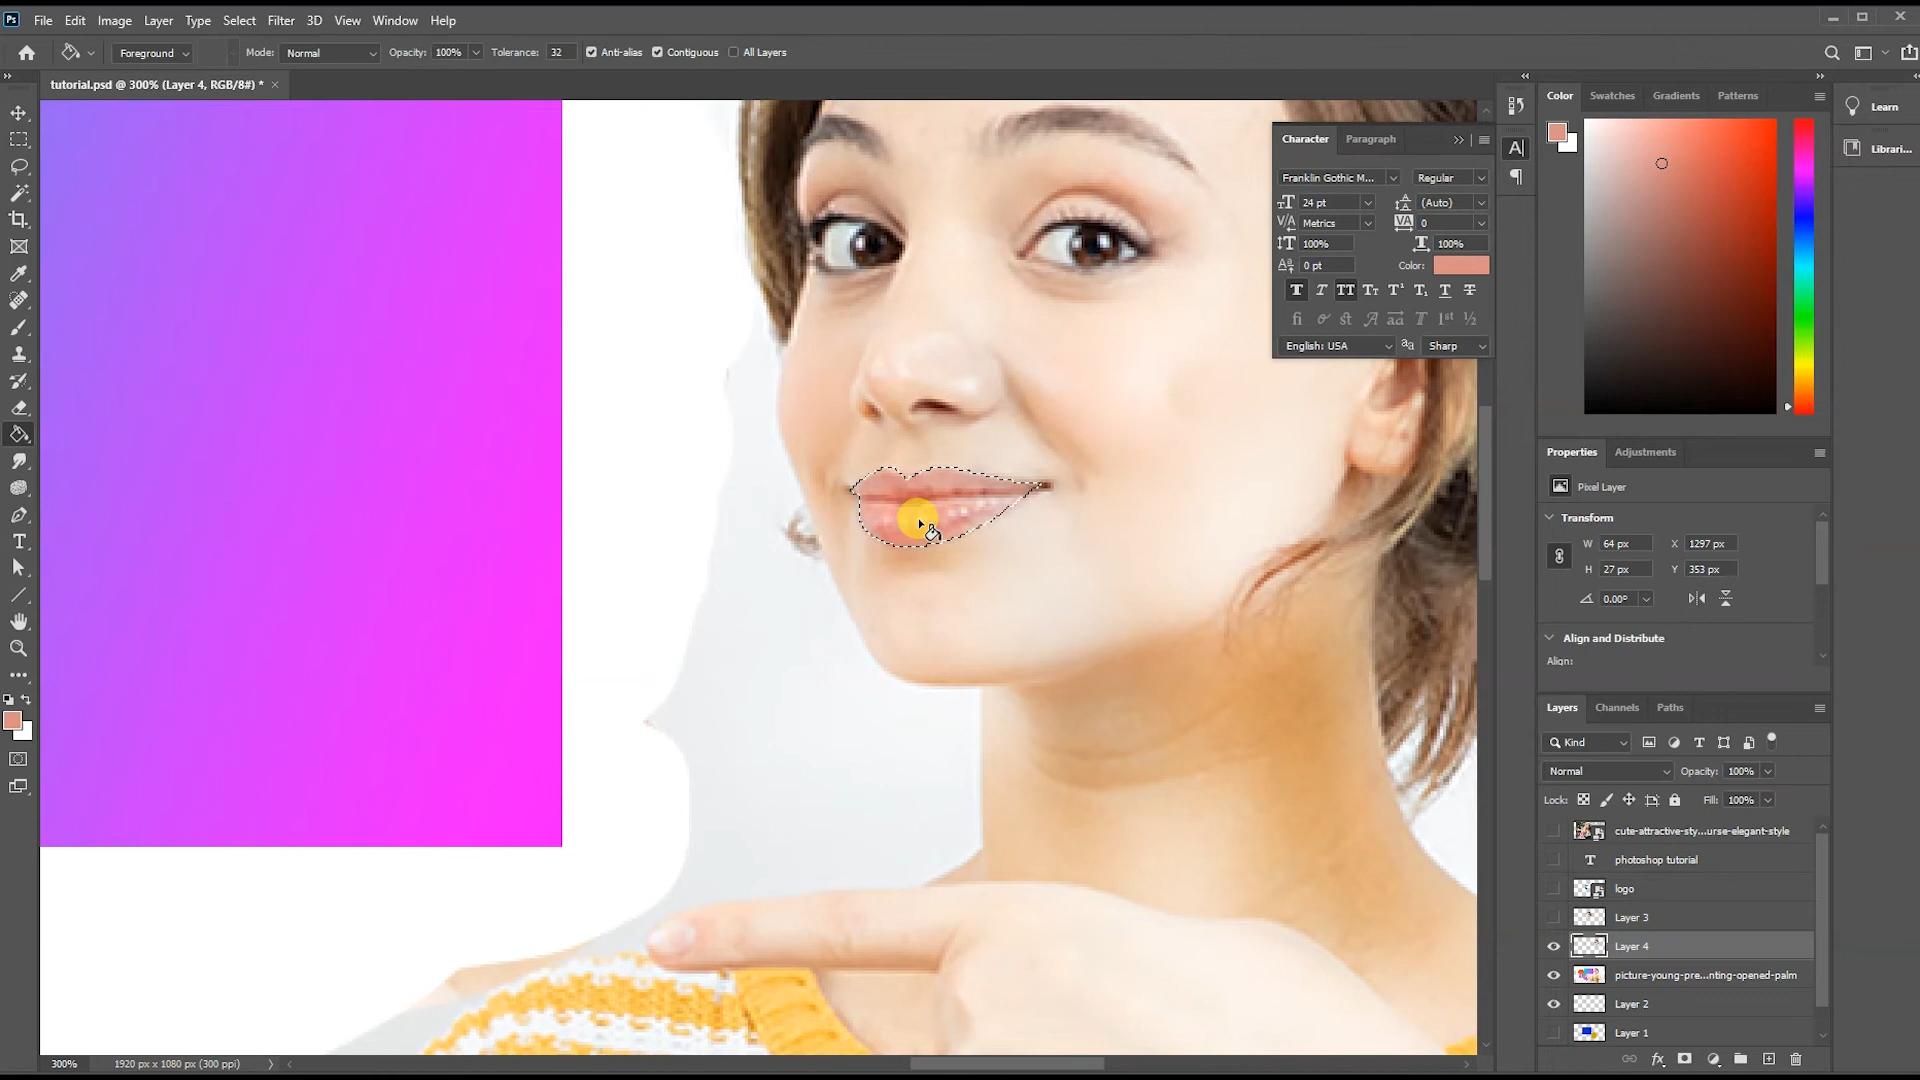 Ps File Edit Image Layer Type Select Filter 3D View Window Help
Foreground Mode: Normal Opacity: 100% Tolerance: 32 Anti-alias Contiguous All Layers
tutorial.psd @ 300% (Layer 4, RGB/8#) * ×
Character Paragraph
Franklin Gothic M... Regular
24 pt (Auto)
Metrics 0
100% 100%
0 pt Color:
English: USA Sharp
Color Swatches Gradients Patterns
Learn
Librari...
Properties Adjustments
Pixel Layer
Transform
W 64 px X 1297 px
H 27 px Y 353 px
0.00°
Align and Distribute
Align:
Layers Channels Paths
Kind
Normal Opacity: 100%
Lock: Fill: 100%
cute-attractive-sty...urse-elegant-style
photoshop tutorial
logo
Layer 3
Layer 4
picture-young-pre...nting-opened-palm
Layer 2
Layer 1
300% 1920 px x 1080 px (300 ppi)